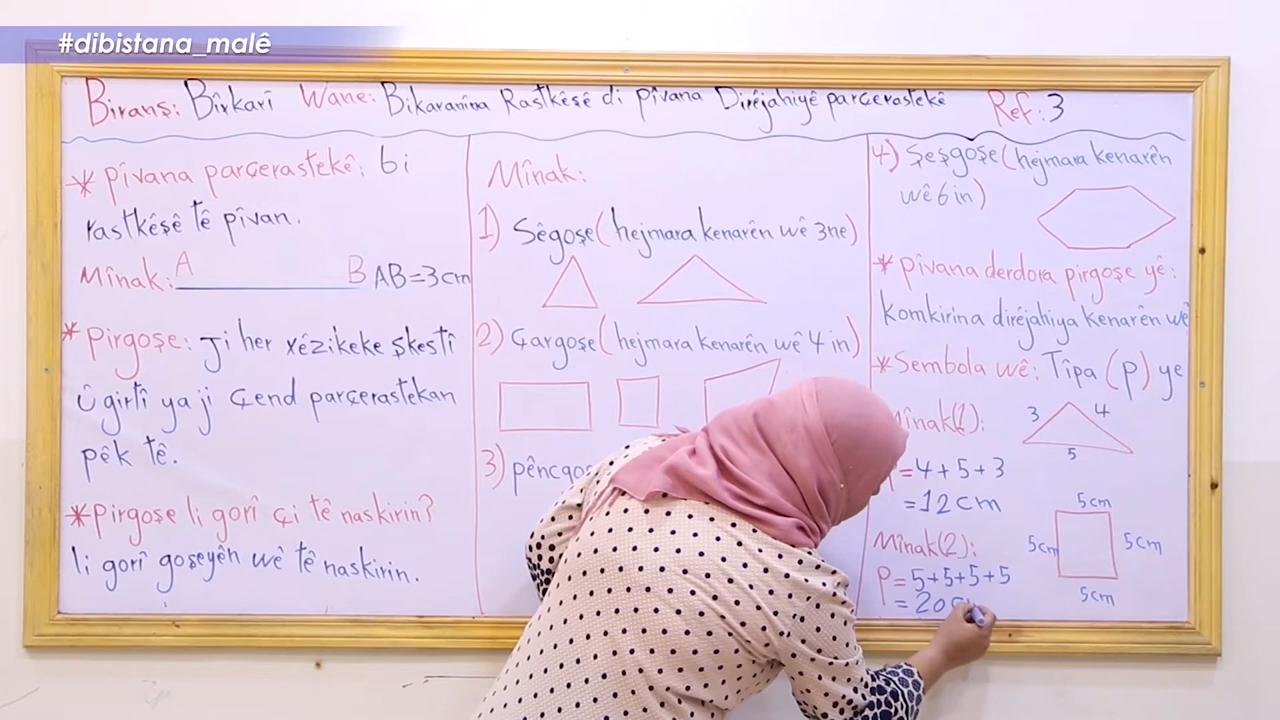 #dibistana_malê
Biranş: Bîrkarî Wane: Bikaranîna Rastkêşê di pîvana Dirêjahiyê parçerastekê Ref: 3
* pîvana parçerastekê: bi
rastkêşê tê pîvan.
Mînak: A B AB=3cm
* pirgoşe: Ji her xêzikeke şkestî
û girtî ya ji çend parçerastekan
pêk tê.
* pirgoşe li gorî çi tê naskirin?
li gorî goşeyên wê tê naskirin.
Mînak:
1) Sêgoşe (hejmara kenarên wê 3ne)
2) Çargoşe (hejmara kenarên wê 4 in)
3)
4) Şeşgoşe (hejmara kenarên
wê 6 in)
* pîvana derdora pirgoşe yê:
komkirina dirêjahiya kenarên wê
* Sembola wê: Tîpa (p) ye
Mînak(1):
3 4
5
=4+5+3
=12cm
Mînak(2):
5cm
5cm 5cm
5cm
P=5+5+5+5
=20